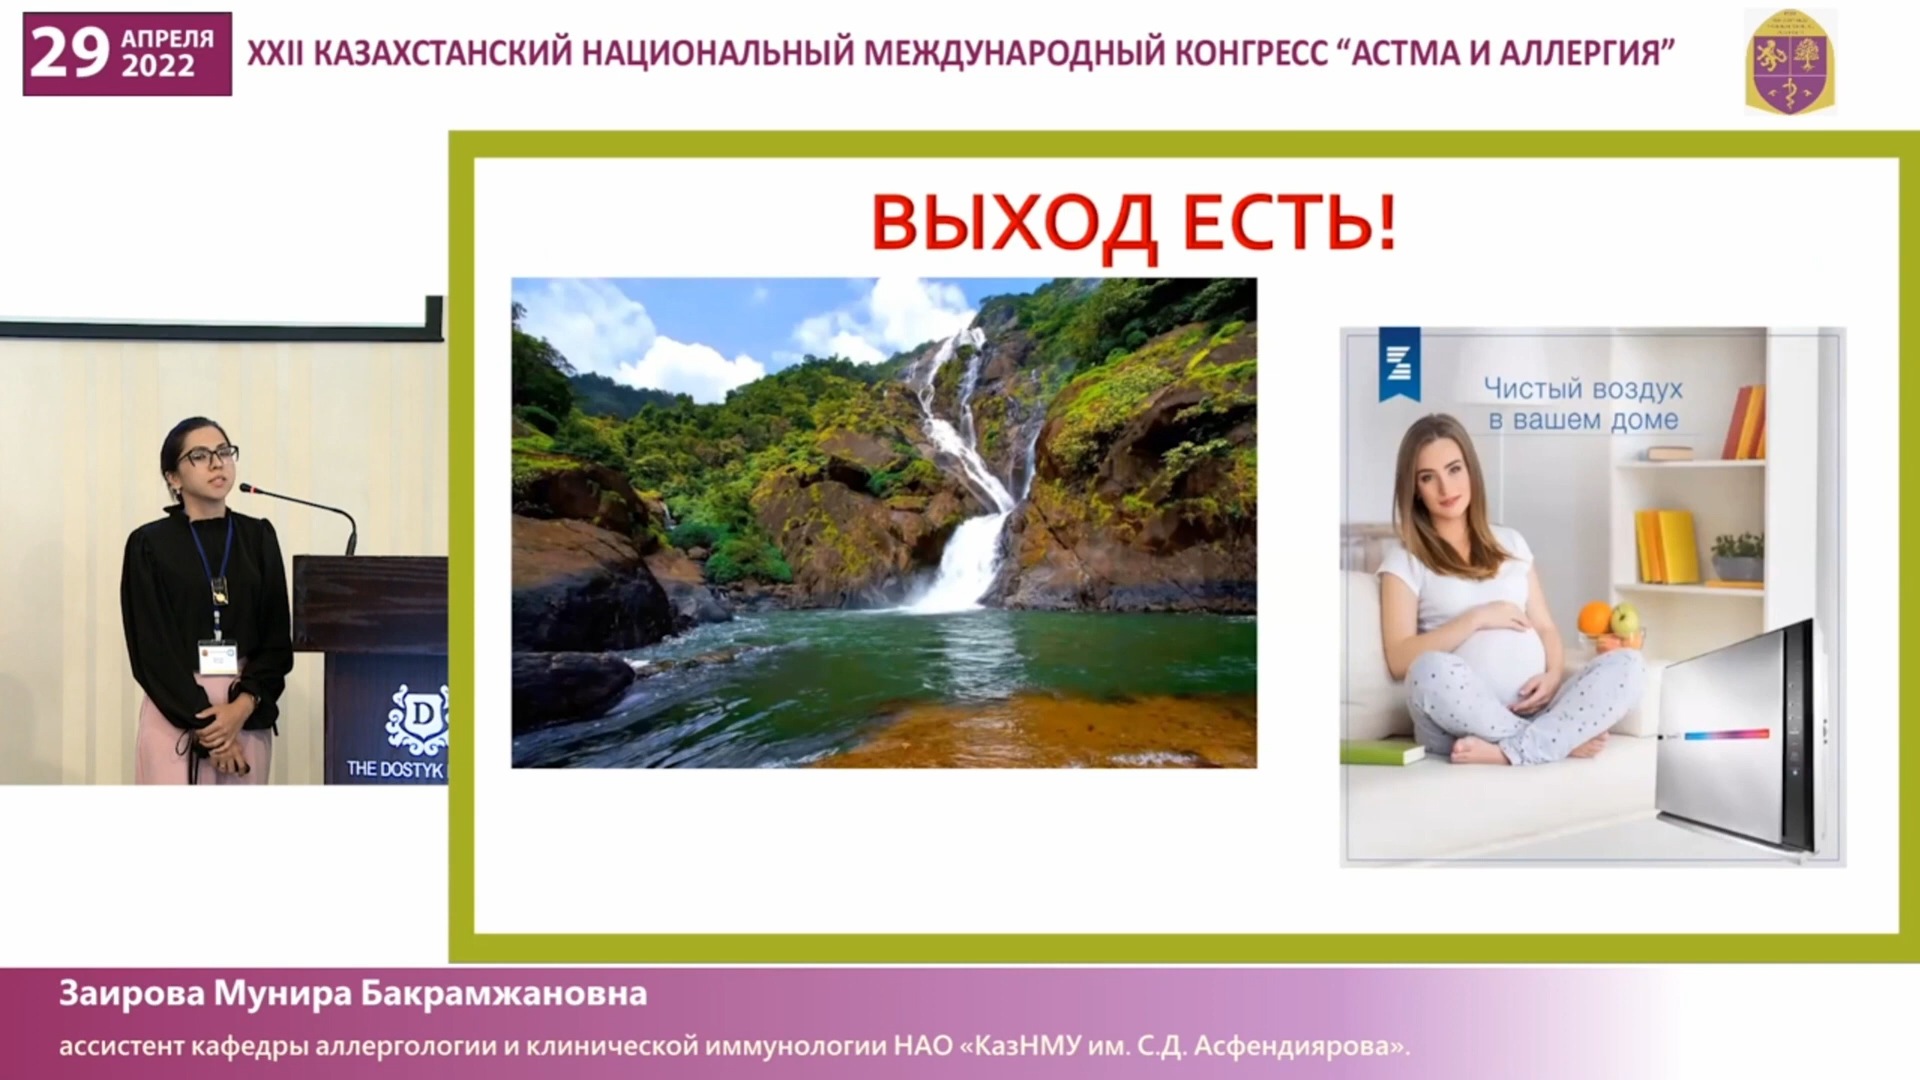 29 АПРЕЛЯ 2022
XXII КАЗАХСТАНСКИЙ НАЦИОНАЛЬНЫЙ МЕЖДУНАРОДНЫЙ КОНГРЕСС “АСТМА И АЛЛЕРГИЯ”
ВЫХОД ЕСТЬ!
Чистый воздух
в вашем доме
D
THE DOSTYK
Заирова Мунира Бакрамжановна
ассистент кафедры аллергологии и клинической иммунологии НАО «КазНМУ им. С.Д. Асфендиярова».